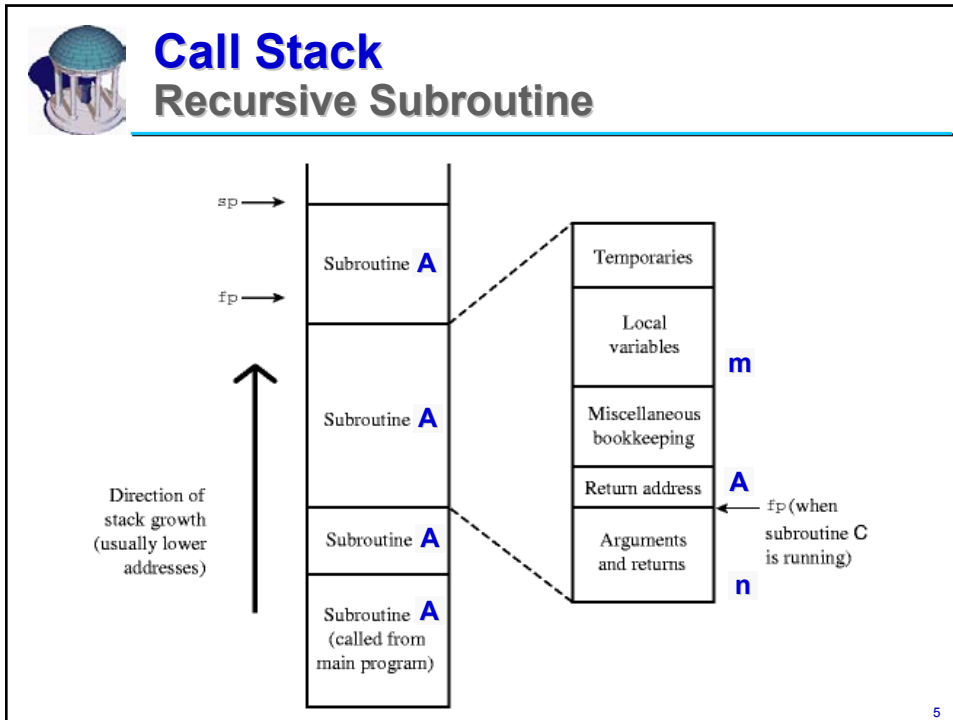 Call Stack
Recursive Subroutine
sp
Subroutine A
fp
Subroutine A
Direction of
stack growth
(usually lower
addresses)
Subroutine A
Subroutine A
(called from
main program)
Temporaries
Local
variables
m
Miscellaneous
bookkeeping
Return address A
fp (when
subroutine C
is running)
Arguments
and returns
n
5